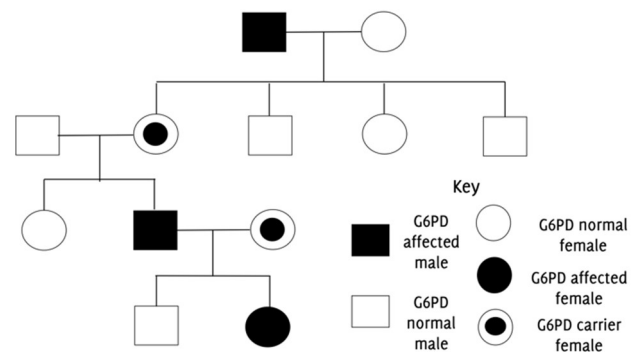 Key
G6PD
affected
male
G6PD normal
female
G6PD affected
female
G6PD
normal
male
G6PD carrier
female